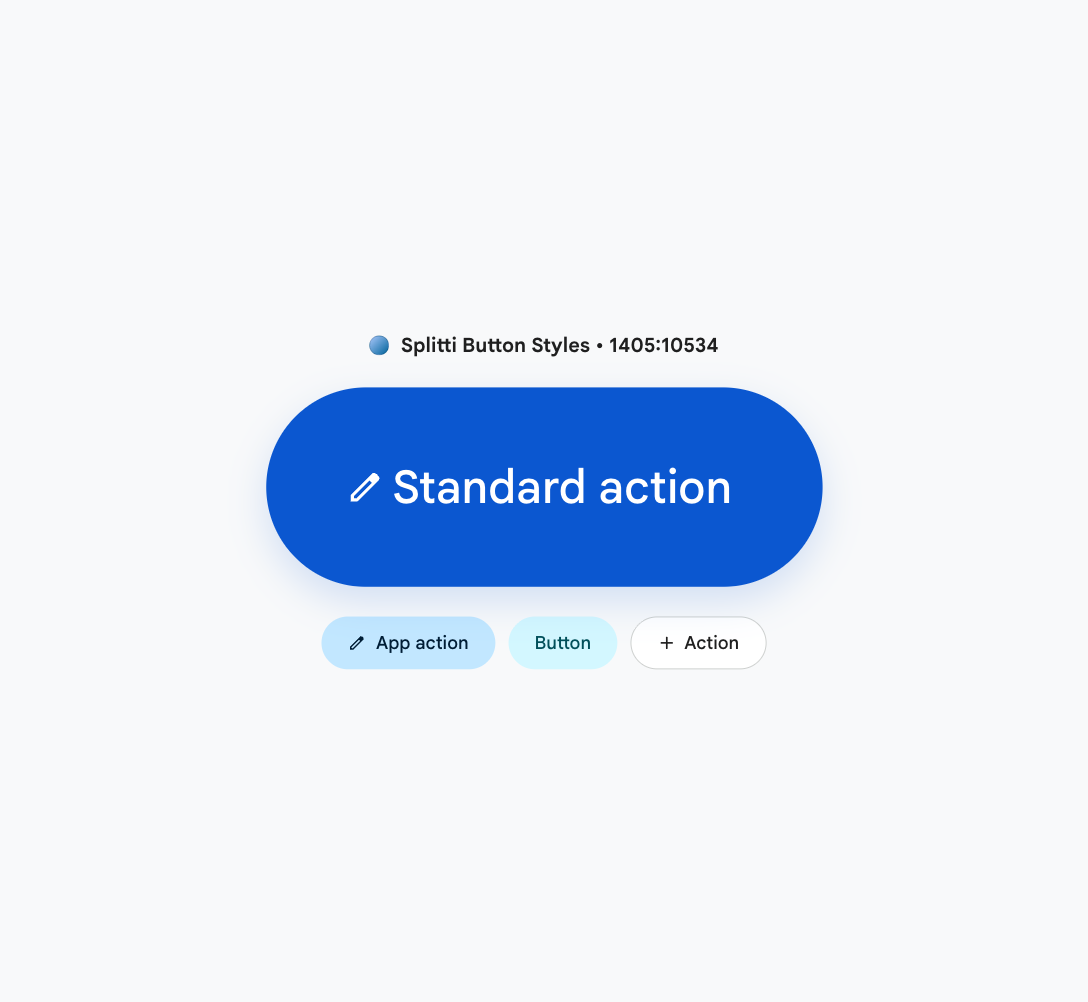 Splitti Button Styles • 1405:10534
Standard action
App action
Button
Action